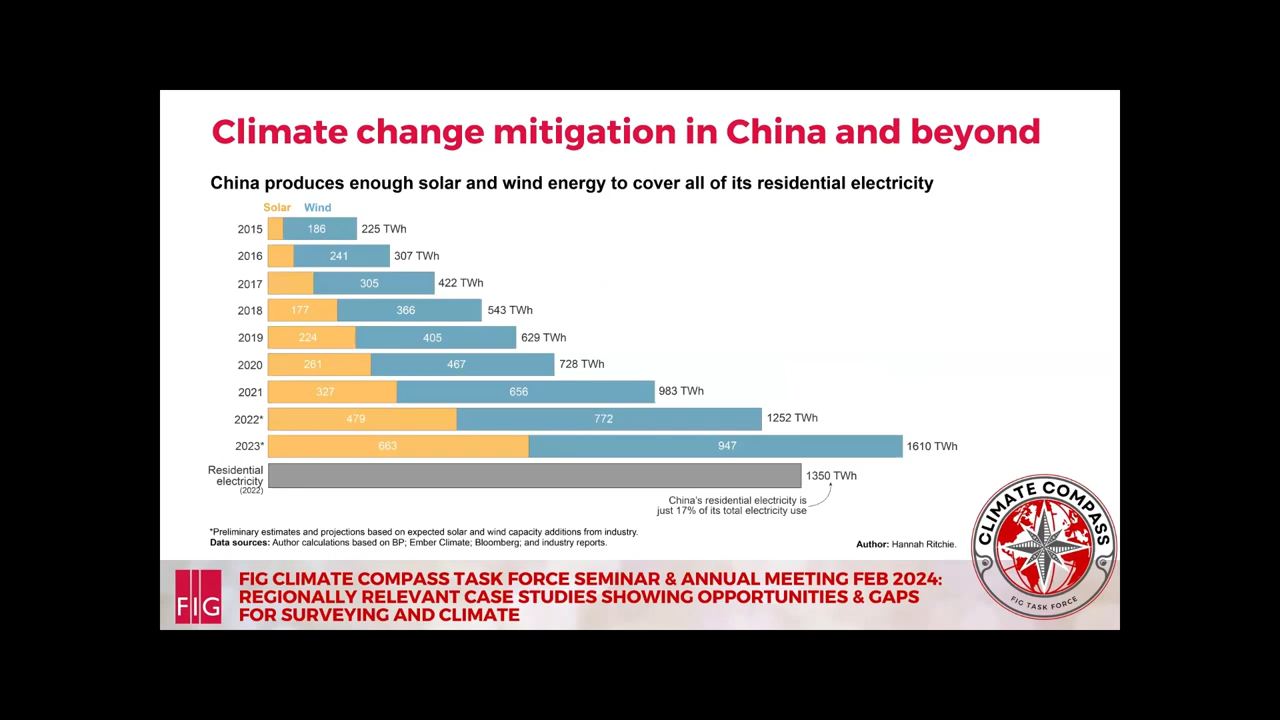 Climate change mitigation in China and beyond
China produces enough solar and wind energy to cover all of its residential electricity
Solar Wind
2015 186 225 TWh
2016 241 307 TWh
2017 305 422 TWh
2018 177 366 543 TWh
2019 224 405 629 TWh
2020 261 467 728 TWh
2021 327 656 983 TWh
2022* 479 772 1252 TWh
2023* 663 947 1610 TWh
Residential
electricity
(2022)
1350 TWh
China's residential electricity is
just 17% of its total electricity use
*Preliminary estimates and projections based on expected solar and wind capacity additions from industry.
Data sources: Author calculations based on BP; Ember Climate; Bloomberg; and industry reports.
Author: Hannah Ritchie.
CLIMATE COMPASS
FIG TASK FORCE
FIG
FIG CLIMATE COMPASS TASK FORCE SEMINAR & ANNUAL MEETING FEB 2024:
REGIONALLY RELEVANT CASE STUDIES SHOWING OPPORTUNITIES & GAPS
FOR SURVEYING AND CLIMATE